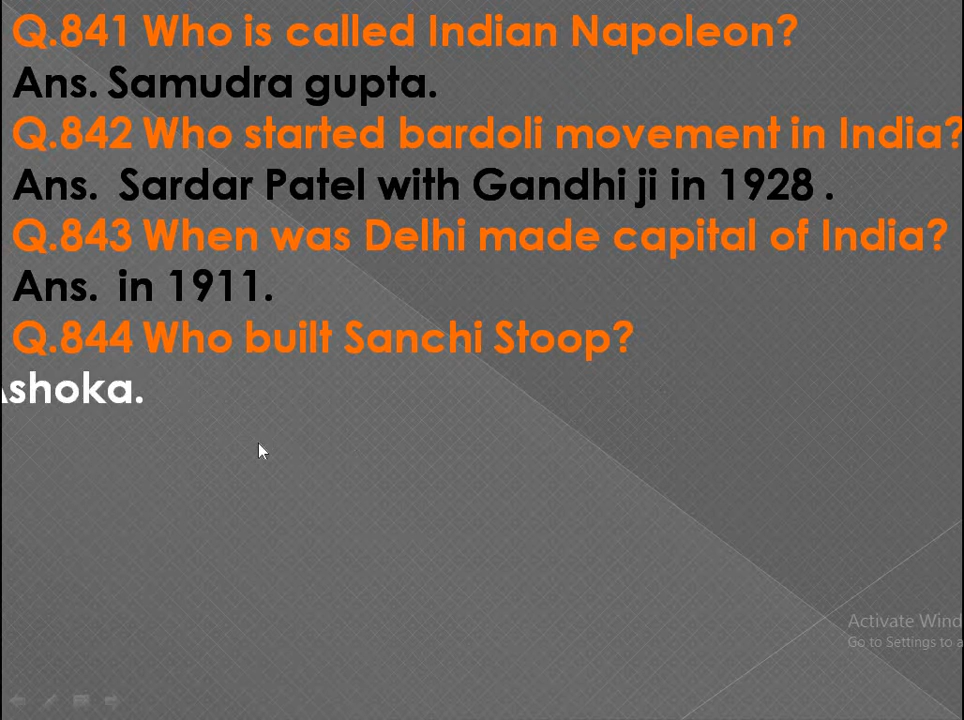 Q.841 Who is called Indian Napoleon?
Ans. Samudra gupta.
Q.842 Who started bardoli movement in India?
Ans. Sardar Patel with Gandhi ji in 1928 .
Q.843 When was Delhi made capital of India?
Ans. in 1911.
Q.844 Who built Sanchi Stoop?
Ashoka.
Activate Wind
Go to Settings to a